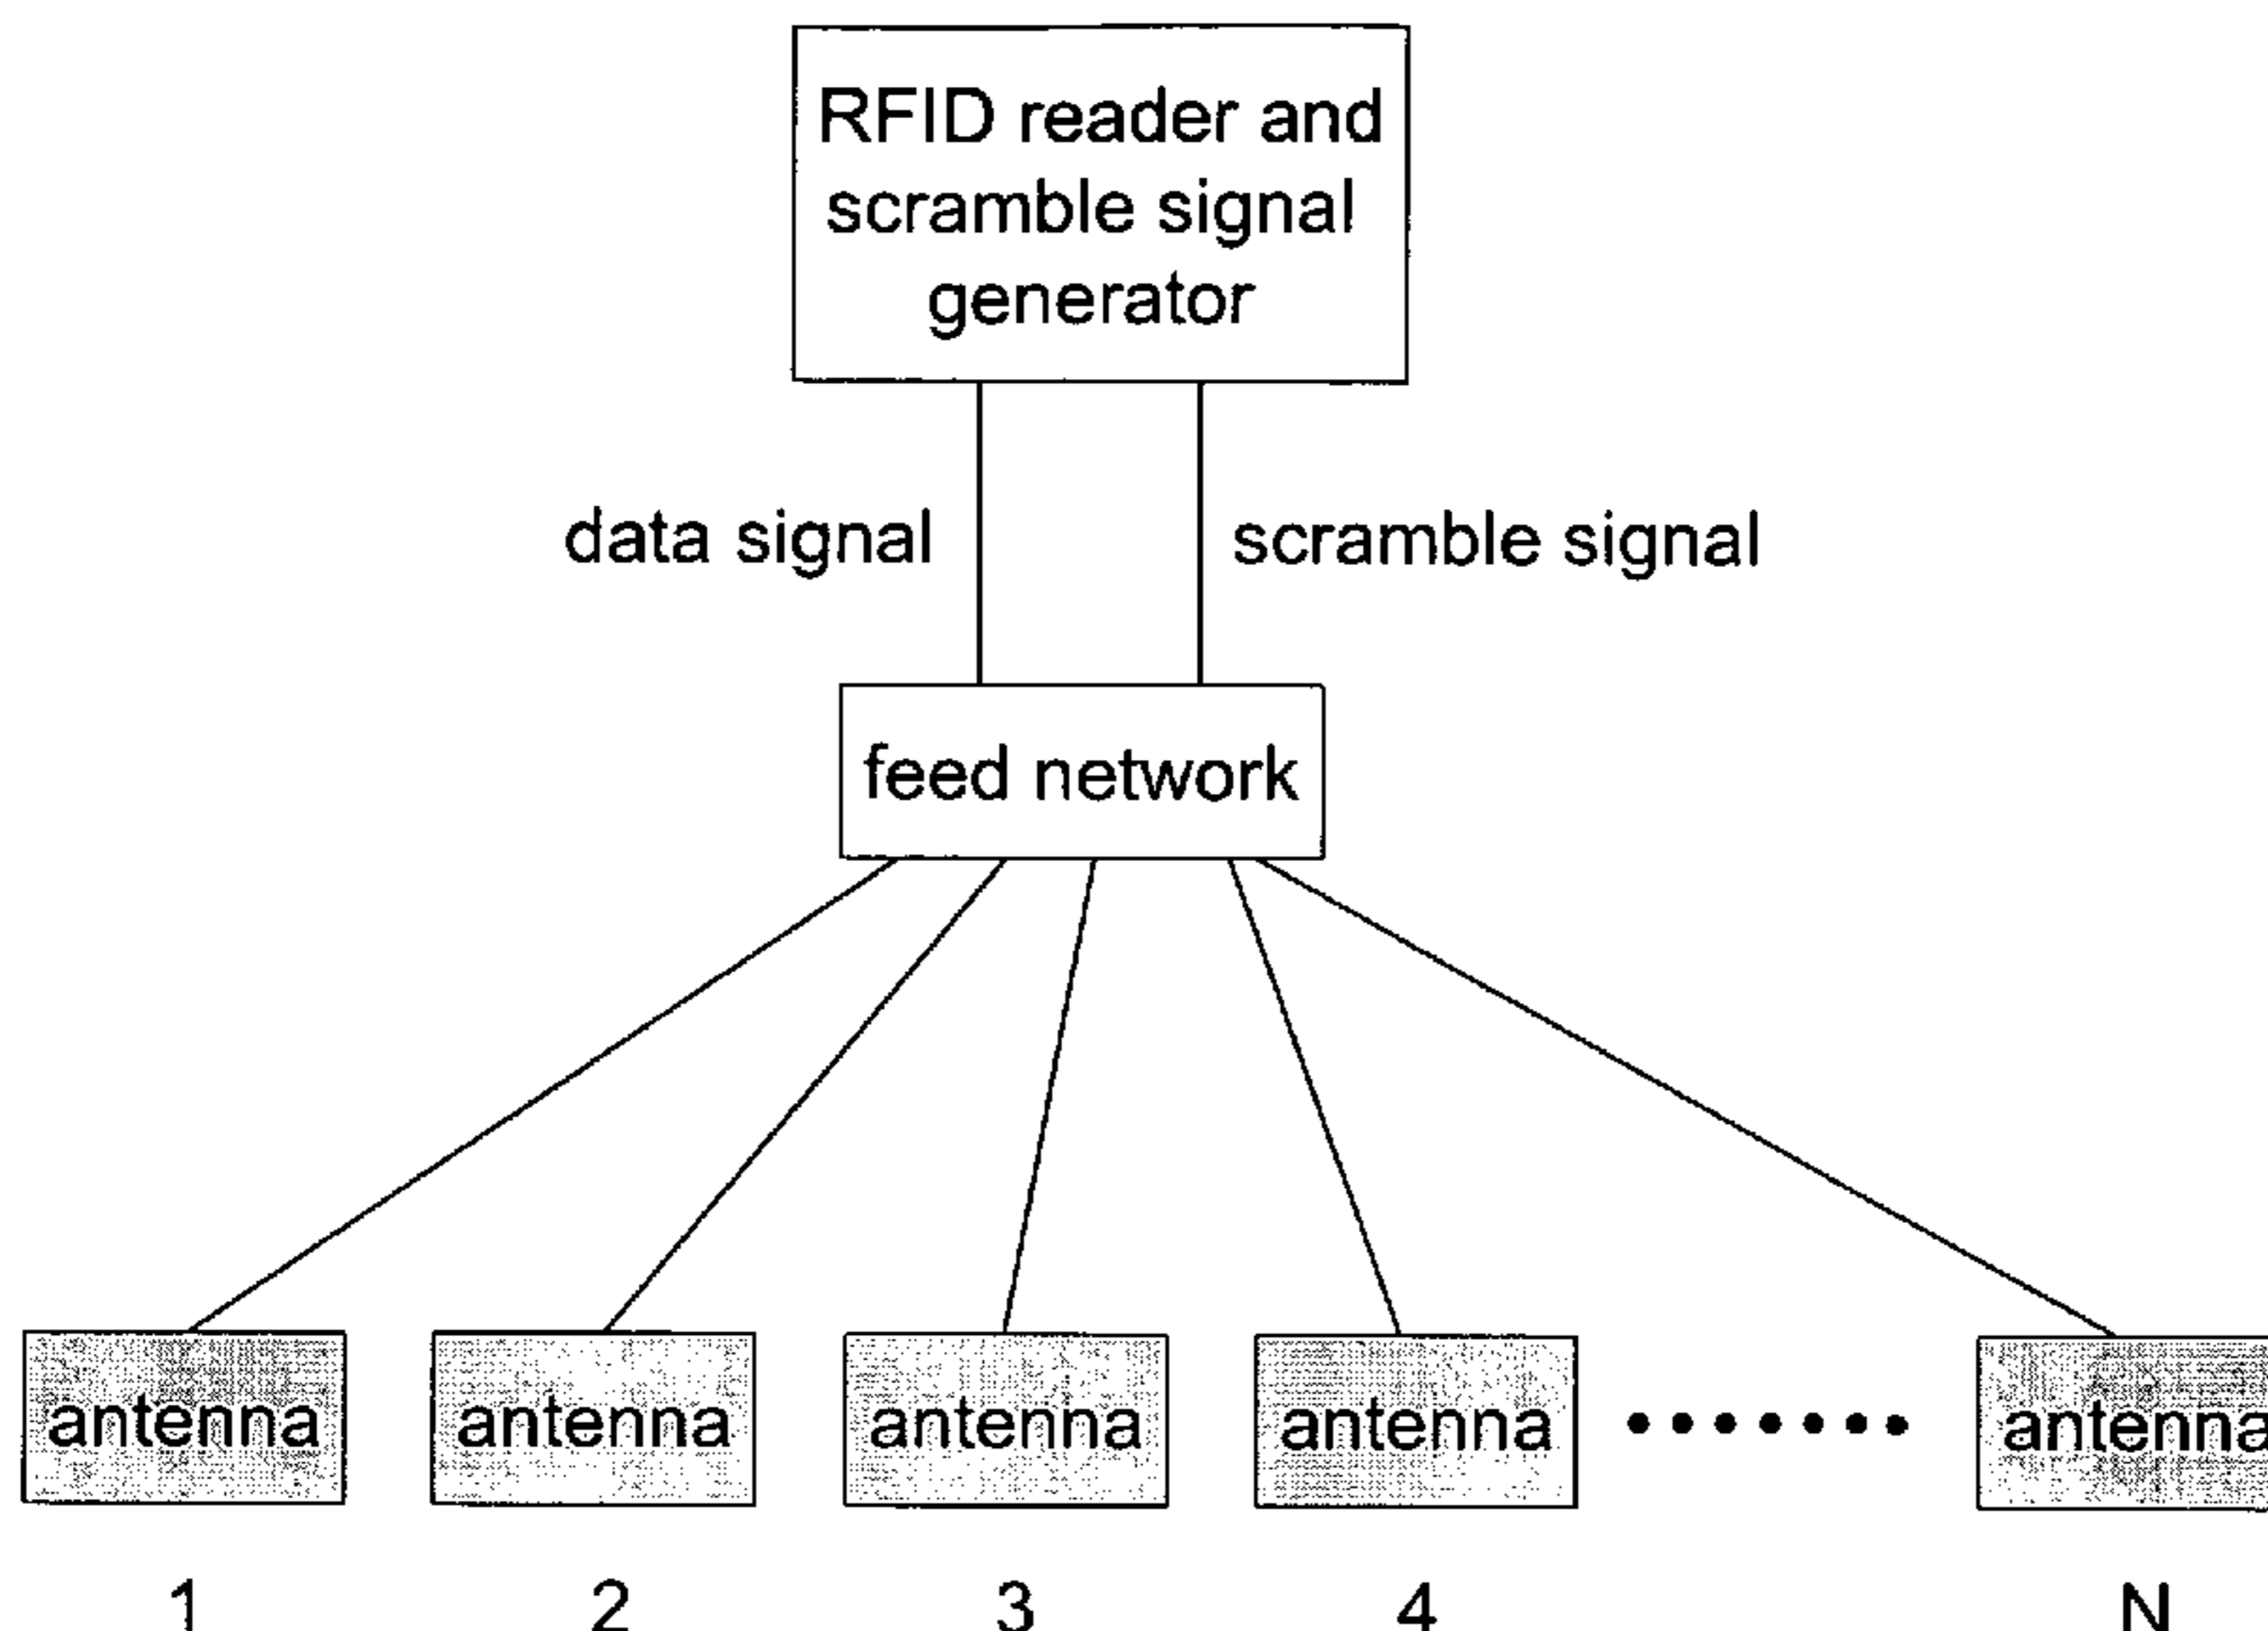 RFID reader and
scramble signal
generator
data signal
scramble signal
feed network
antenna
antenna
antenna
antenna
antenna
1
2
3
4
N